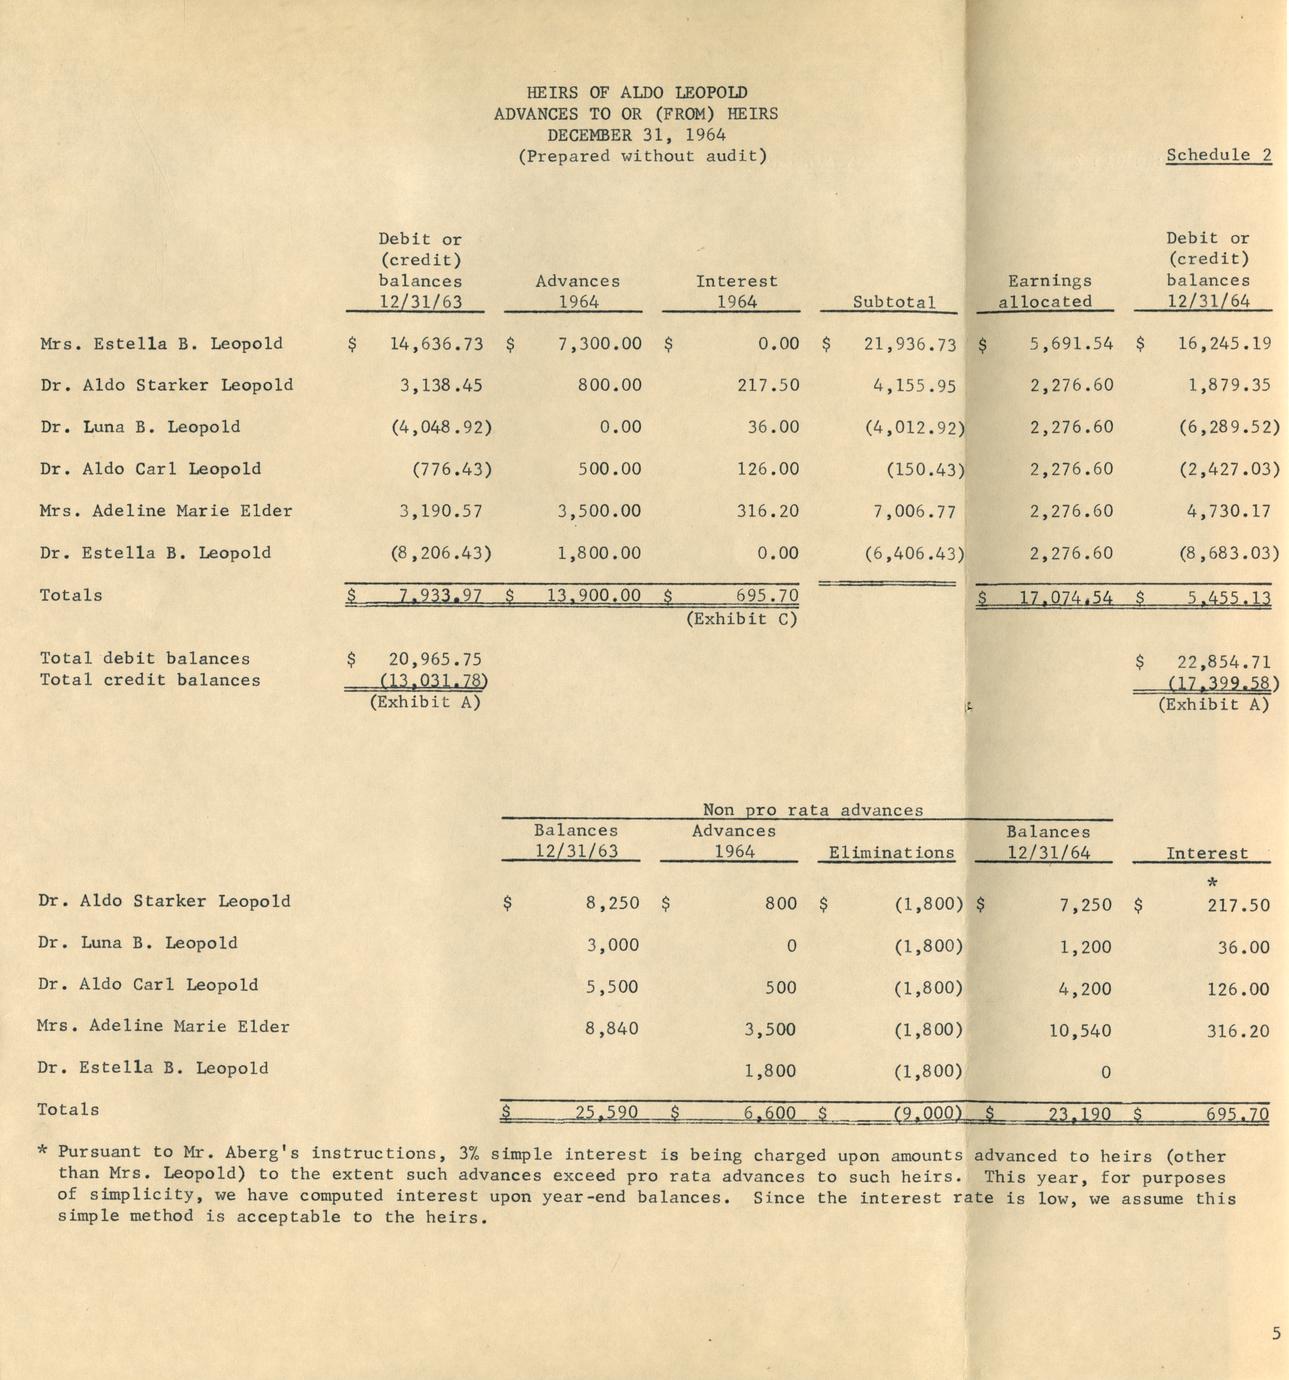 HEIRS OF ALDO LEOPOLD
ADVANCES TO OR (FROM) HEIRS
DECEMBER 31, 1964
(Prepared without audit)
Schedule 2
Debit or Debit or
(credit) (credit)
balances Advances Interest Earnings balances
12/31/63 1964 1964 Subtotal allocated 12/31/64
Mrs. Estella B. Leopold $ 14,636.73 $ 7,300.00 $ 0.00 $ 21,936.73 $ 5,691.54 $ 16,245.19
Dr. Aldo Starker Leopold 3,138.45 800.00 217.50 4,155.95 2,276.60 1,879.35
Dr. Luna B. Leopold (4,048.92) 0.00 36.00 (4,012.92) 2,276.60 (6,289.52)
Dr. Aldo Carl Leopold (776.43) 500.00 126.00 (150.43) 2,276.60 (2,427.03)
Mrs. Adeline Marie Elder 3,190.57 3,500.00 316.20 7,006.77 2,276.60 4,730.17
Dr. Estella B. Leopold (8,206.43) 1,800.00 0.00 (6,406.43) 2,276.60 (8,683.03)
Totals $ 7,933.97 $ 13,900.00 $ 695.70 $ 17,074.54 $ 5,455.13
(Exhibit C)
Total debit balances $ 20,965.75 $ 22,854.71
Total credit balances (13,031.78) (17,399.58)
(Exhibit A) (Exhibit A)
Non pro rata advances
Balances Advances Balances
12/31/63 1964 Eliminations 12/31/64 Interest
*
Dr. Aldo Starker Leopold $ 8,250 $ 800 $ (1,800) $ 7,250 $ 217.50
Dr. Luna B. Leopold 3,000 0 (1,800) 1,200 36.00
Dr. Aldo Carl Leopold 5,500 500 (1,800) 4,200 126.00
Mrs. Adeline Marie Elder 8,840 3,500 (1,800) 10,540 316.20
Dr. Estella B. Leopold 1,800 (1,800) 0
Totals $ 25,590 $ 6,600 $ (9,000) $ 23,190 $ 695.70
* Pursuant to Mr. Aberg's instructions, 3% simple interest is being charged upon amounts advanced to heirs (other
than Mrs. Leopold) to the extent such advances exceed pro rata advances to such heirs. This year, for purposes
of simplicity, we have computed interest upon year-end balances. Since the interest rate is low, we assume this
simple method is acceptable to the heirs.
5